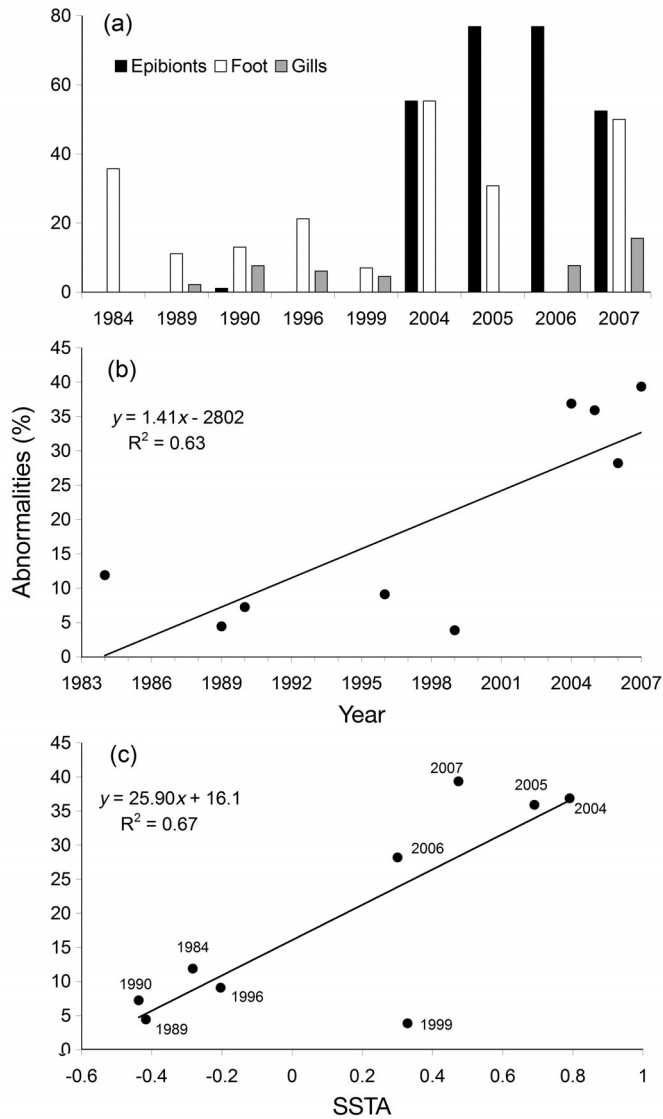 (a)
80
60
40
20
0
Epibionts Foot Gills
1984 1989 1990 1996 1999 2004 2005 2006 2007
(b)
45
40
35
30
25
20
15
10
5
0
y = 1.41x - 2802
R² = 0.63
Abnormalities (%)
1983 1986 1989 1992 1995 1998 2001 2004 2007
Year
(c)
45
40
35
30
25
20
15
10
5
0
y = 25.90x + 16.1
R² = 0.67
2007
2005
2004
2006
1984
1990
1996
1989
1999
-0.6 -0.4 -0.2 0 0.2 0.4 0.6 0.8 1
SSTA